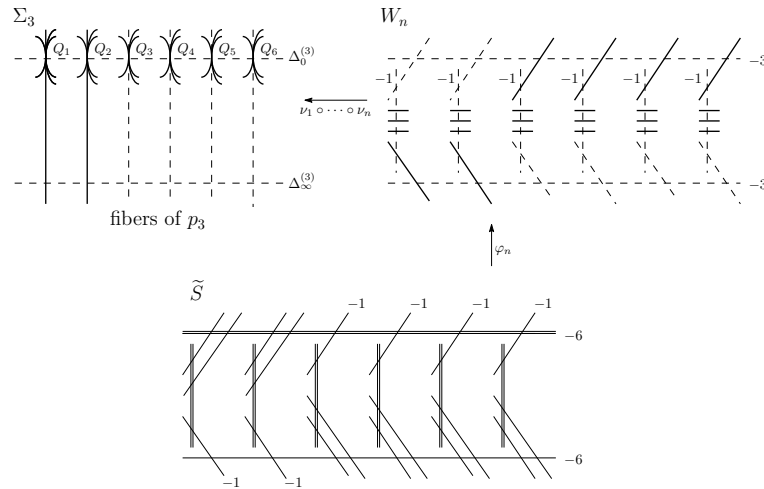 Σ₃
Q₁ Q₂ Q₃ Q₄ Q₅ Q₆
Δ₀⁽³⁾
Δ∞⁽³⁾
fibers of p₃
ν₁ ∘ ⋯ ∘ νₙ
Wₙ
-3
-1 -1 -1 -1 -1 -1
-3
φₙ
S̃
-1 -1 -1 -1
-6
-6
-1 -1